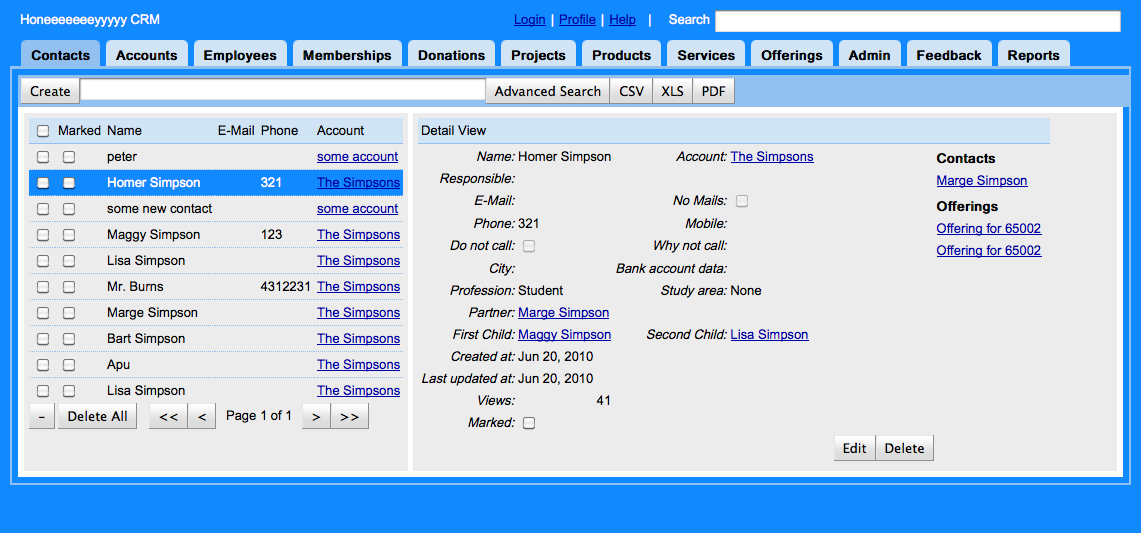 Honeeeeeeeyyyyy CRM Login | Profile | Help | Search
Contacts Accounts Employees Memberships Donations Projects Products Services Offerings Admin Feedback Reports
Create Advanced Search CSV XLS PDF
Marked Name E-Mail Phone Account
peter some account
Homer Simpson 321 The Simpsons
some new contact some account
Maggy Simpson 123 The Simpsons
Lisa Simpson The Simpsons
Mr. Burns 4312231 The Simpsons
Marge Simpson The Simpsons
Bart Simpson The Simpsons
Apu The Simpsons
Lisa Simpson The Simpsons
- Delete All << < Page 1 of 1 > >>
Detail View
Name: Homer Simpson Account: The Simpsons
Responsible:
E-Mail: No Mails:
Phone: 321 Mobile:
Do not call: Why not call:
City: Bank account data:
Profession: Student Study area: None
Partner: Marge Simpson
First Child: Maggy Simpson Second Child: Lisa Simpson
Created at: Jun 20, 2010
Last updated at: Jun 20, 2010
Views: 41
Marked:
Edit Delete
Contacts
Marge Simpson
Offerings
Offering for 65002
Offering for 65002